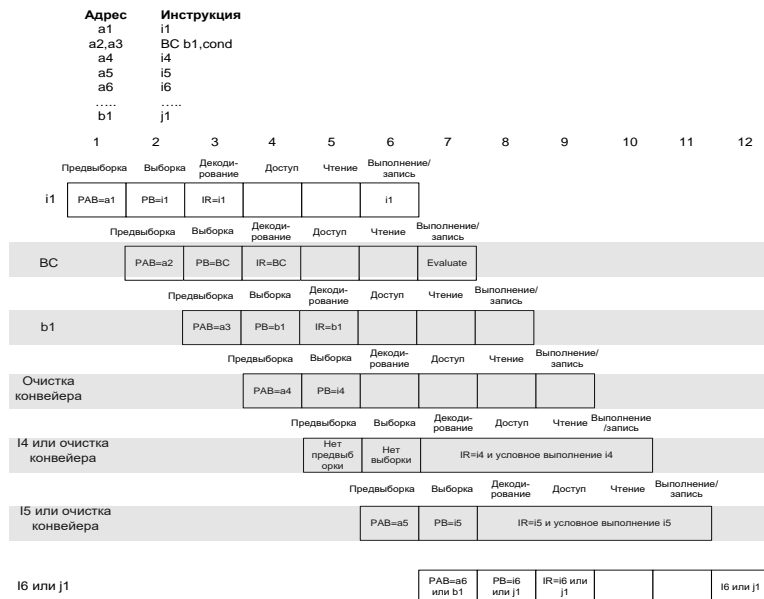 Адрес Инструкция
a1 i1
a2,a3 BC b1,cond
a4 i4
a5 i5
a6 i6
..... .....
b1 j1
1 2 3 4 5 6 7 8 9 10 11 12
Предвыборка Выборка Декоди-рование Доступ Чтение Выполнение/запись
i1 PAB=a1 PB=i1 IR=i1 i1
Предвыборка Выборка Декоди-рование Доступ Чтение Выполнение/запись
BC PAB=a2 PB=BC IR=BC Evaluate
Предвыборка Выборка Декоди-рование Доступ Чтение Выполнение/запись
b1 PAB=a3 PB=b1 IR=b1
Предвыборка Выборка Декоди-рование Доступ Чтение Выполнение/запись
Очистка конвейера PAB=a4 PB=i4
Предвыборка Выборка Декоди-рование Доступ Чтение Выполнение/запись
I4 или очистка конвейера Нет предвыборки Нет выборки IR=i4 и условное выполнение i4
Предвыборка Выборка Декоди-рование Доступ Чтение Выполнение/запись
I5 или очистка конвейера PAB=a5 PB=i5 IR=i5 и условное выполнение i5
I6 или j1 PAB=a6 или b1 PB=i6 или j1 IR=i6 или j1 I6 или j1